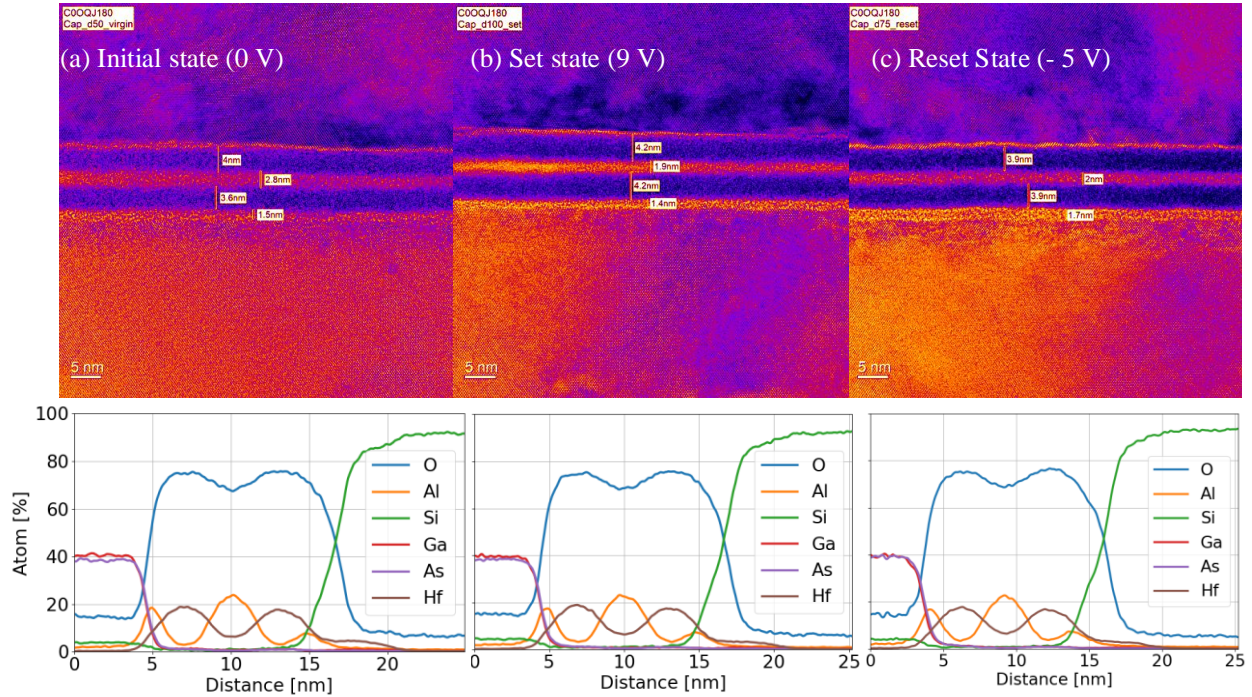 C0OQJ180
Cap_d50_virgin
(a) Initial state (0 V)
4nm
2.8nm
3.6nm
1.5nm
5 nm
C0OQJ180
Cap_d100_set
(b) Set state (9 V)
4.2nm
1.9nm
4.2nm
1.4nm
5 nm
C0OQJ180
Cap_d75_reset
(c) Reset State (- 5 V)
3.9nm
2nm
3.9nm
1.7nm
5 nm
Atom [%]
100
80
60
40
20
0
O
Al
Si
Ga
As
Hf
0 5 10 15 20
Distance [nm]
O
Al
Si
Ga
As
Hf
0 5 10 15 20 25
Distance [nm]
O
Al
Si
Ga
As
Hf
0 5 10 15 20 25
Distance [nm]